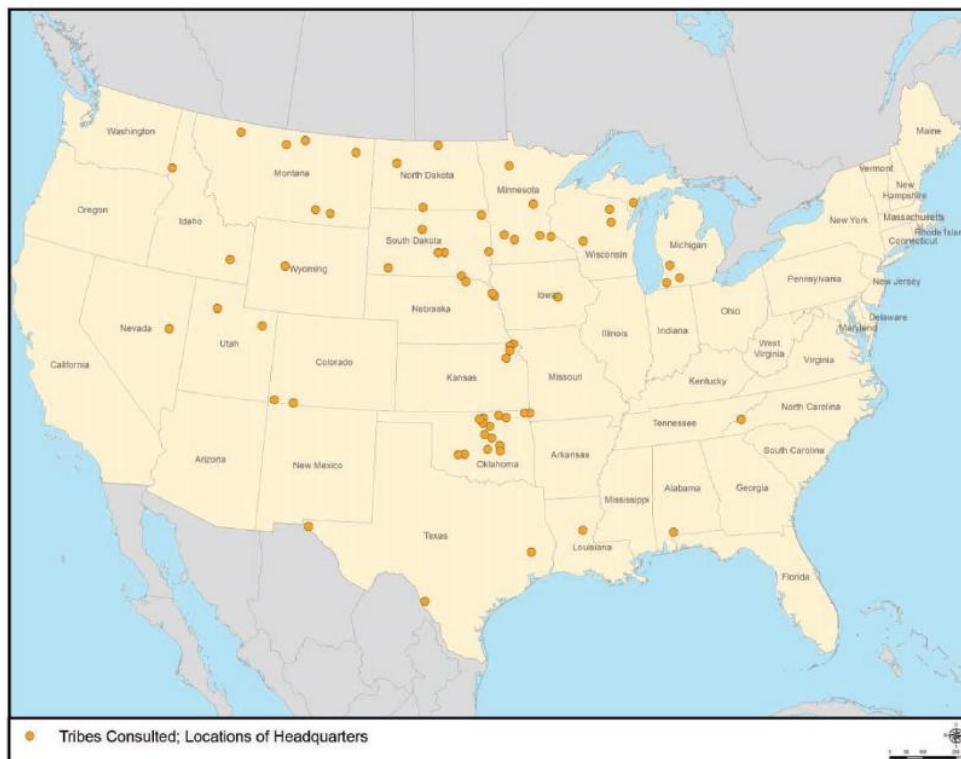 Washington
Maine
Montana
North Dakota
Minnesota
Vermont
New
Hampshire
Oregon
Idaho
South Dakota
Wisconsin
Michigan
New York
Massachusetts
Rhode Islan
Connecticut
Wyoming
Pennsylvania
New Jersey
Nebraska
Iowa
Ohio
Nevada
Utah
Illinois
Indiana
Delaware
Maryland
West
Virginia
Virginia
Colorado
California
Kansas
Missouri
Kentucky
North Carolina
Tennessee
Arizona
New Mexico
Oklahoma
Arkansas
South Carolina
Mississippi
Alabama
Georgia
Texas
Louisiana
Florida
Tribes Consulted; Locations of Headquarters